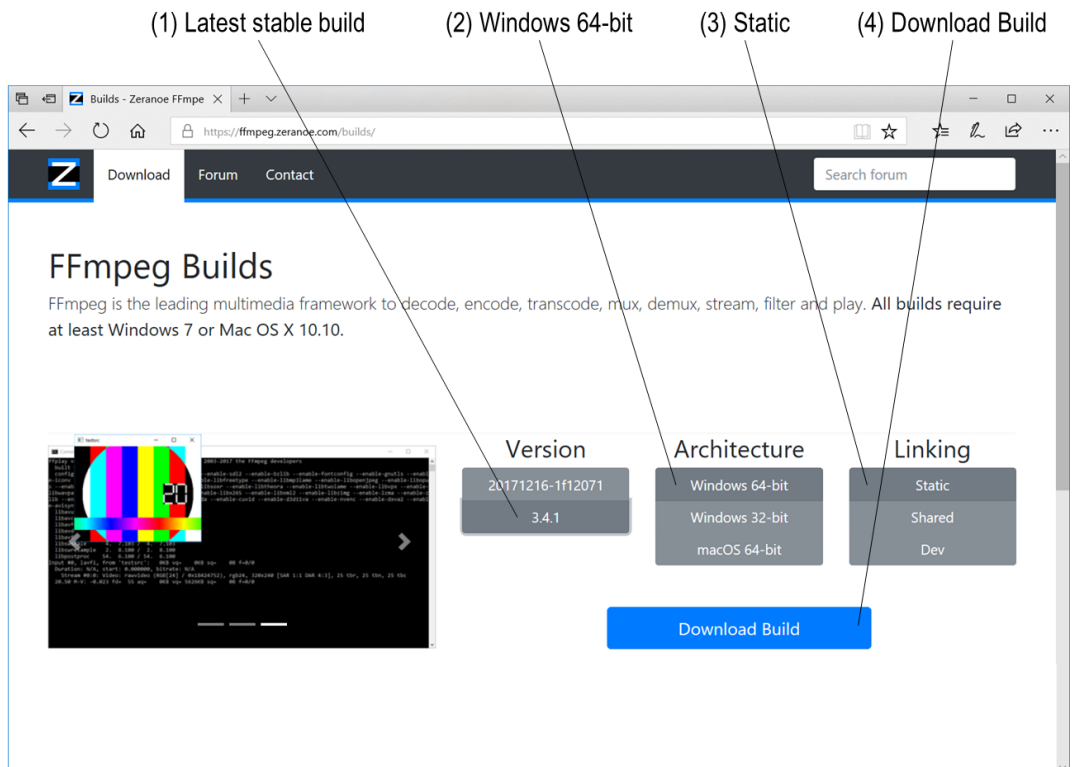 (1) Latest stable build
(2) Windows 64-bit
(3) Static
(4) Download Build
Builds - Zeranoe FFmpe
https://ffmpeg.zeranoe.com/builds/
Z
Download
Forum
Contact
Search forum
FFmpeg Builds
FFmpeg is the leading multimedia framework to decode, encode, transcode, mux, demux, stream, filter and play. All builds require
at least Windows 7 or Mac OS X 10.10.
testsrc
20
Version
20171216-1f12071
3.4.1
Architecture
Windows 64-bit
Windows 32-bit
macOS 64-bit
Linking
Static
Shared
Dev
Download Build